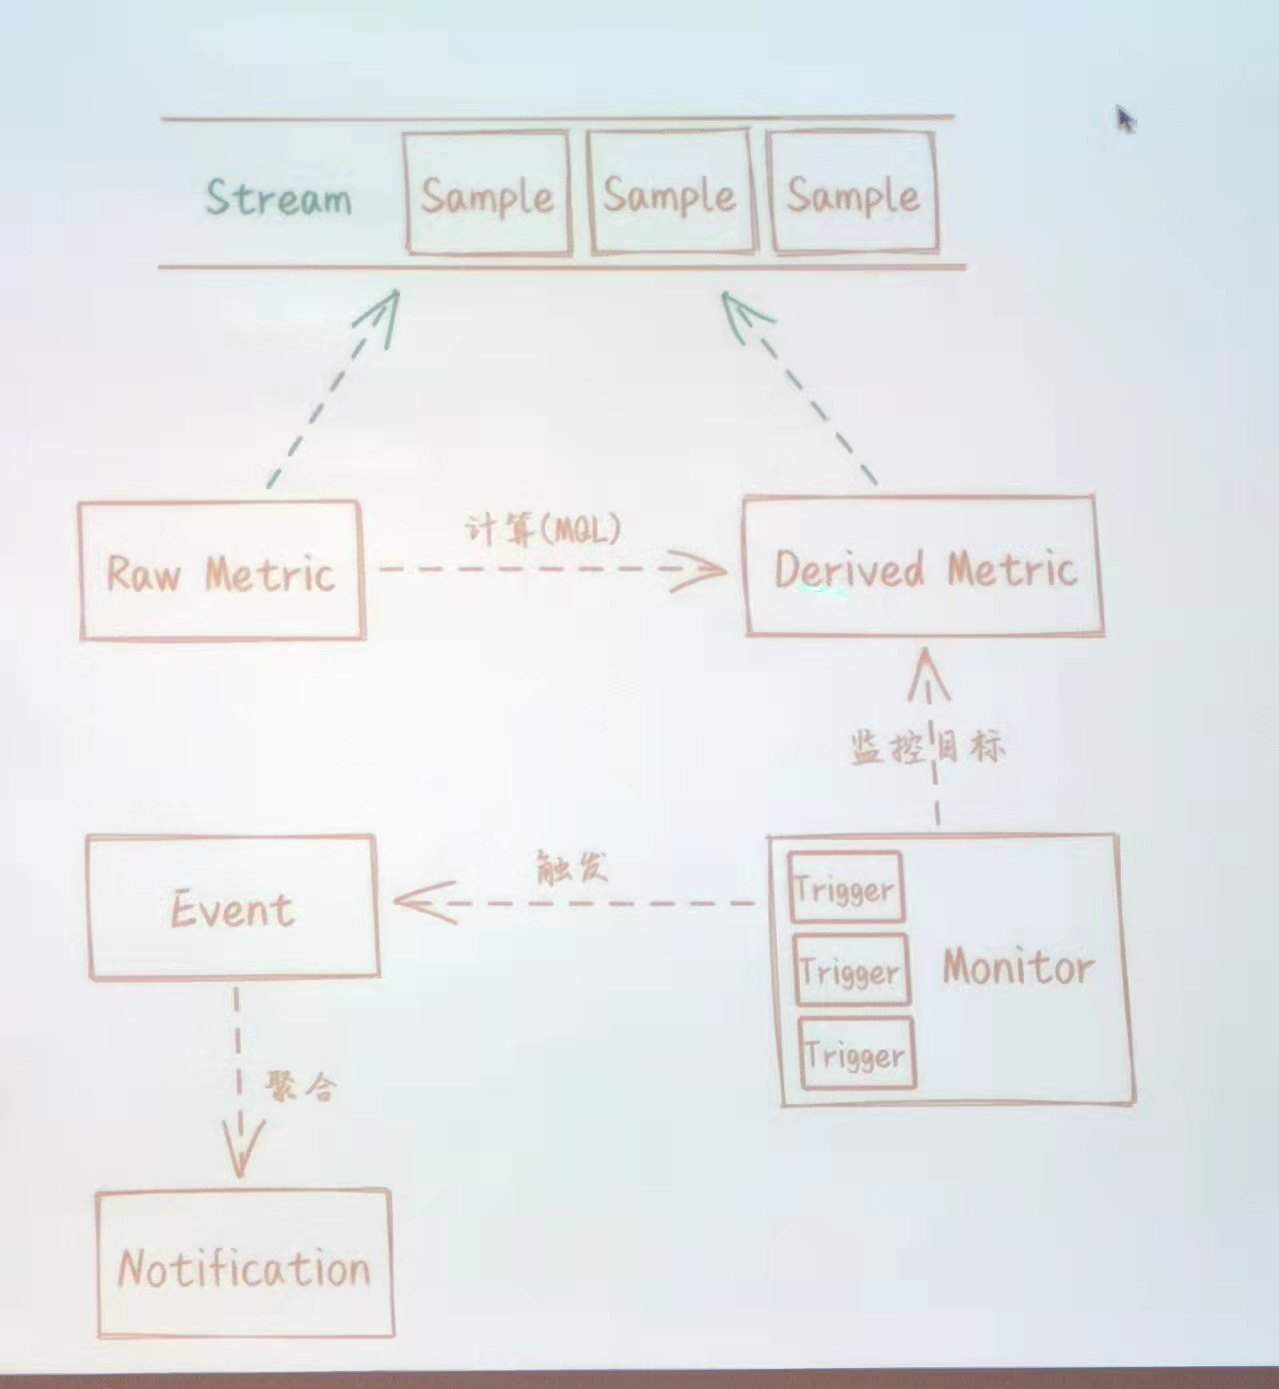 Stream
Sample
Sample
Sample
Raw Metric
计算(MQL)
Derived Metric
监控目标
Event
触发
Trigger
Trigger
Trigger
Monitor
聚合
Notification